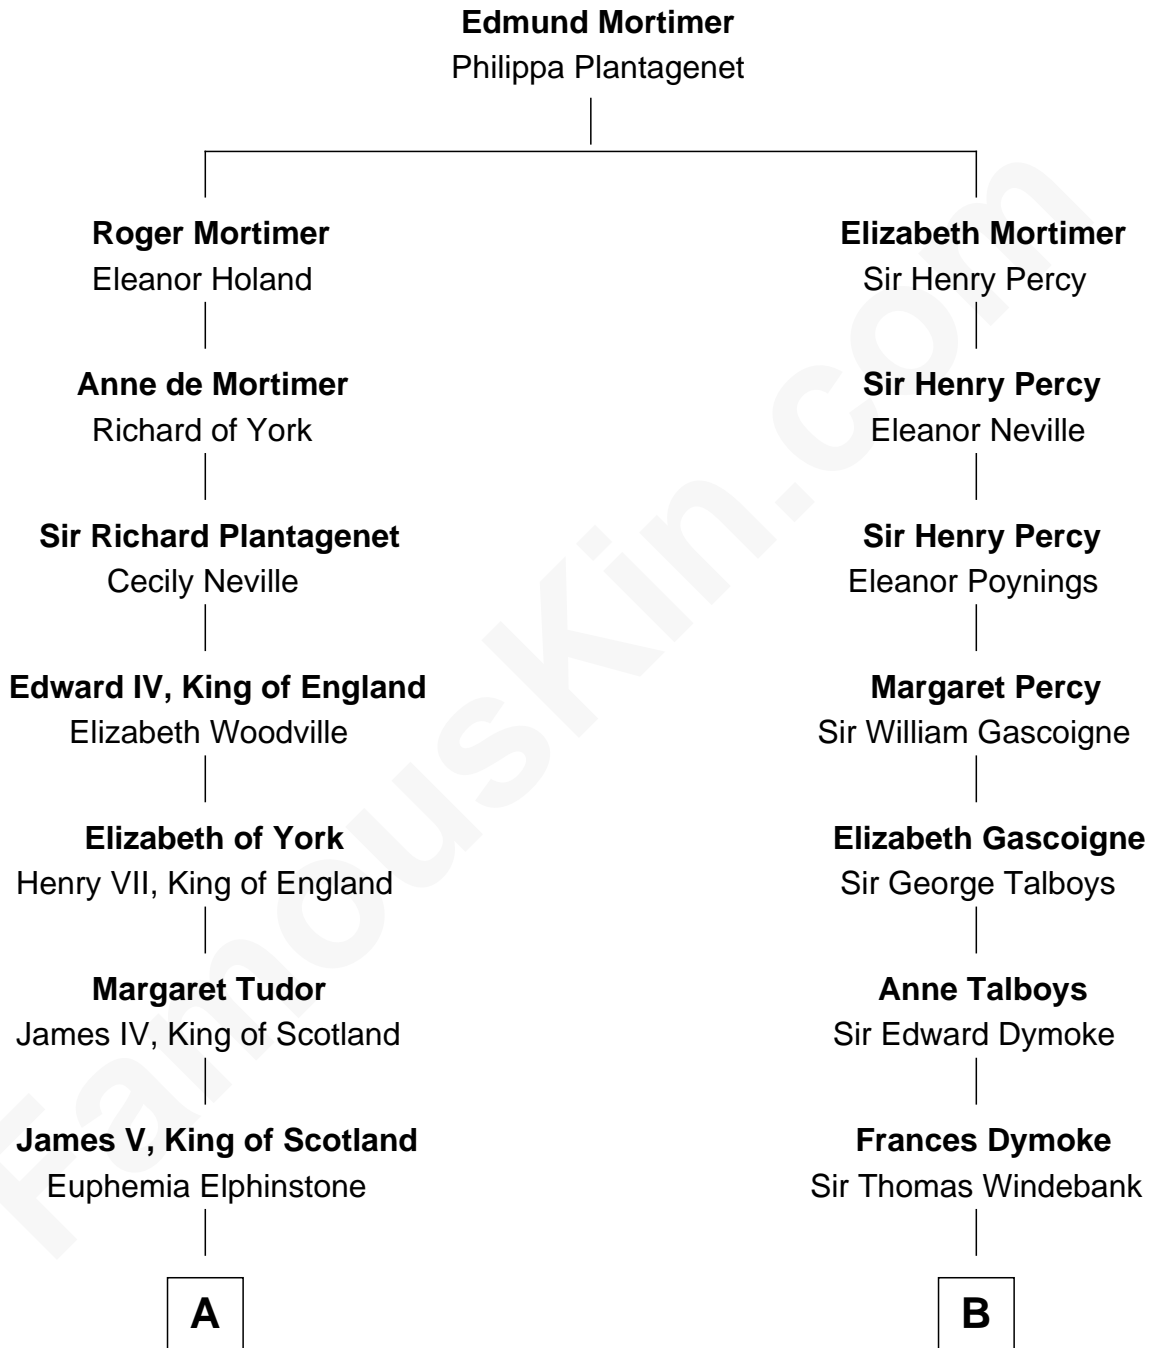 Edmund Mortimer
Philippa Plantagenet
Roger Mortimer
Eleanor Holand
Anne de Mortimer
Richard of York
Sir Richard Plantagenet
Cecily Neville
Edward IV, King of England
Elizabeth Woodville
Elizabeth of York
Henry VII, King of England
Margaret Tudor
James IV, King of Scotland
James V, King of Scotland
Euphemia Elphinstone
A
Elizabeth Mortimer
Sir Henry Percy
Sir Henry Percy
Eleanor Neville
Sir Henry Percy
Eleanor Poynings
Margaret Percy
Sir William Gascoigne
Elizabeth Gascoigne
Sir George Talboys
Anne Talboys
Sir Edward Dymoke
Frances Dymoke
Sir Thomas Windebank
B
FamousKin.com